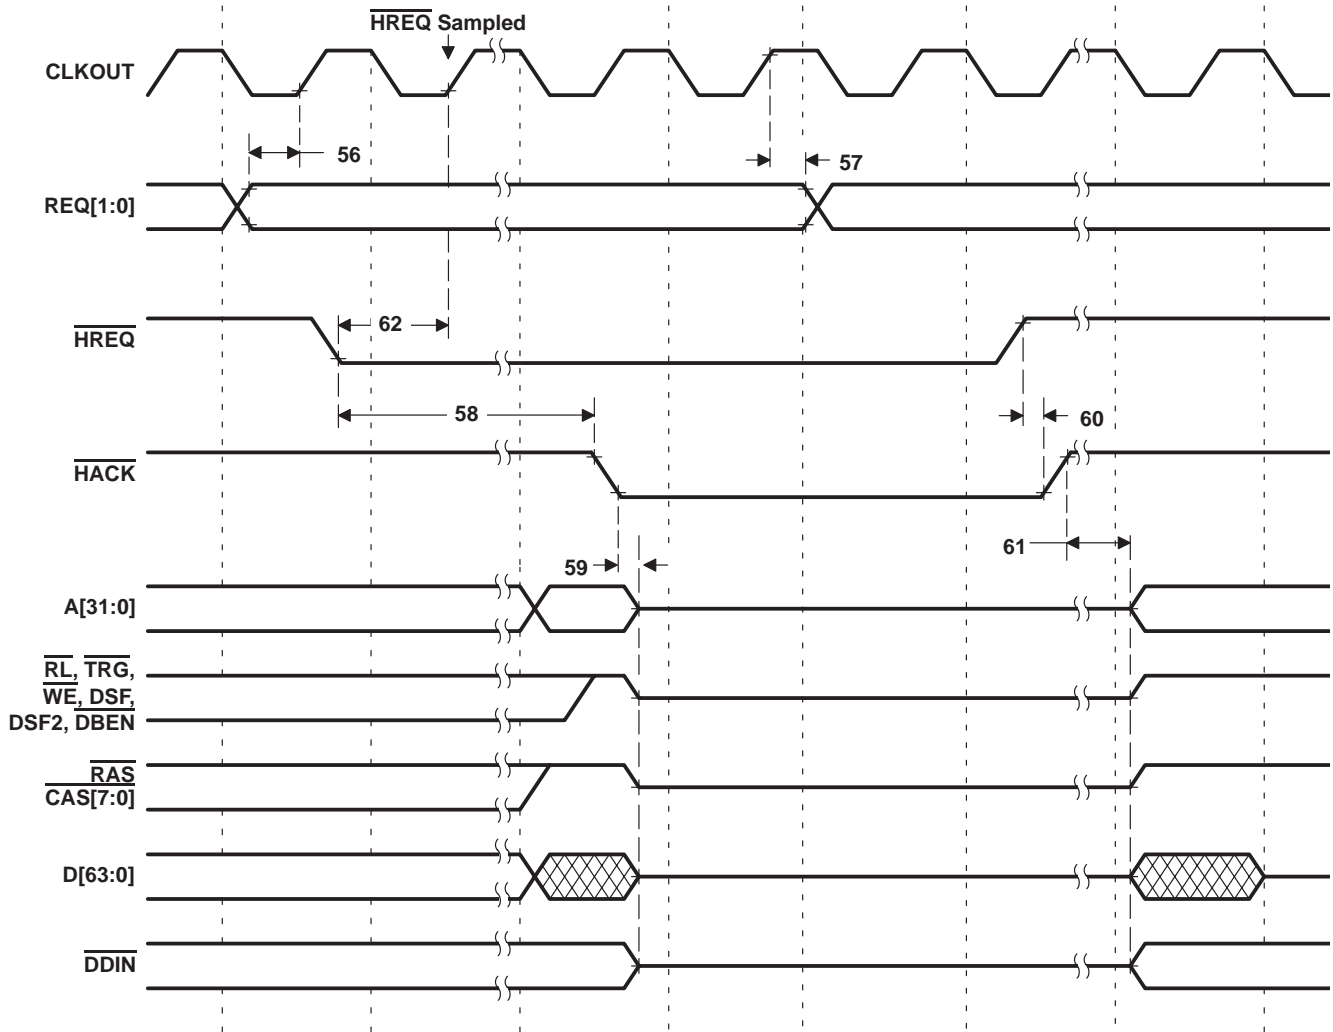 HREQ Sampled
CLKOUT
56
57
REQ[1:0]
62
HREQ
58
60
HACK
61
59
A[31:0]
RL, TRG,
WE, DSF,
DSF2, DBEN
RAS
CAS[7:0]
D[63:0]
DDIN